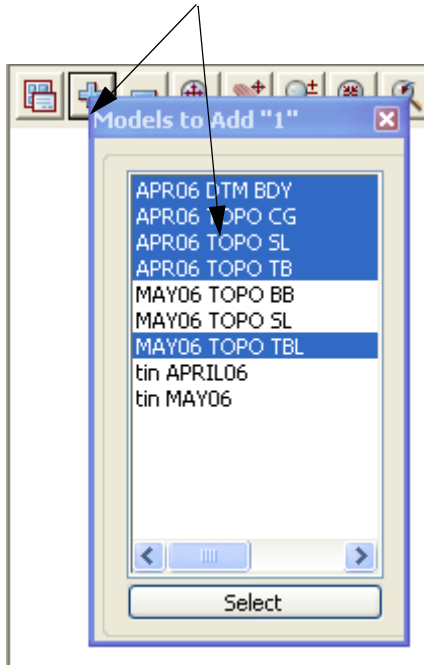 Models to Add "1"
APR06 DTM BDY
APR06 TOPO CG
APR06 TOPO SL
APR06 TOPO TB
MAY06 TOPO BB
MAY06 TOPO SL
MAY06 TOPO TBL
tin APRIL06
tin MAY06
Select